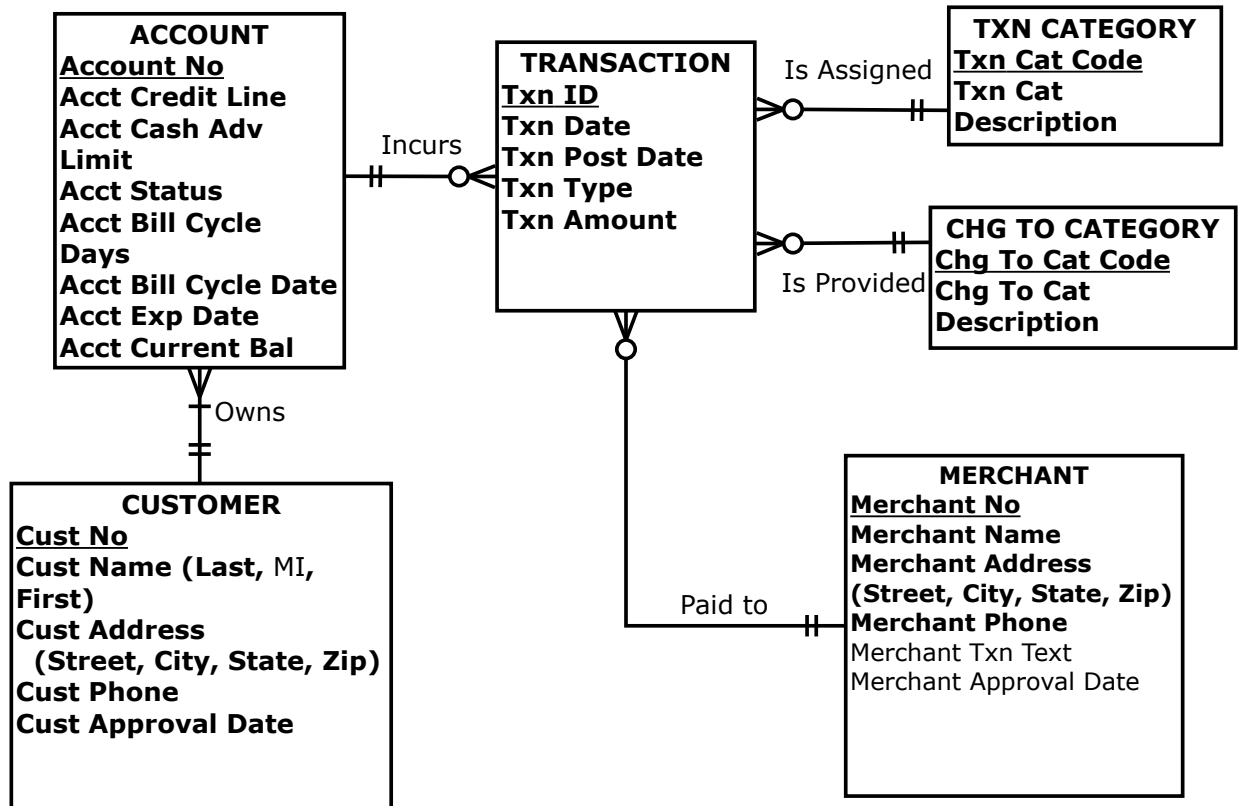 ACCOUNT
Account No
Acct Credit Line
Acct Cash Adv
Limit
Acct Status
Acct Bill Cycle
Days
Acct Bill Cycle Date
Acct Exp Date
Acct Current Bal
Incurs
TRANSACTION
Txn ID
Txn Date
Txn Post Date
Txn Type
Txn Amount
Is Assigned
TXN CATEGORY
Txn Cat Code
Txn Cat
Description
Is Provided
CHG TO CATEGORY
Chg To Cat Code
Chg To Cat
Description
Owns
CUSTOMER
Cust No
Cust Name (Last, MI,
First)
Cust Address
(Street, City, State, Zip)
Cust Phone
Cust Approval Date
Paid to
MERCHANT
Merchant No
Merchant Name
Merchant Address
(Street, City, State, Zip)
Merchant Phone
Merchant Txn Text
Merchant Approval Date